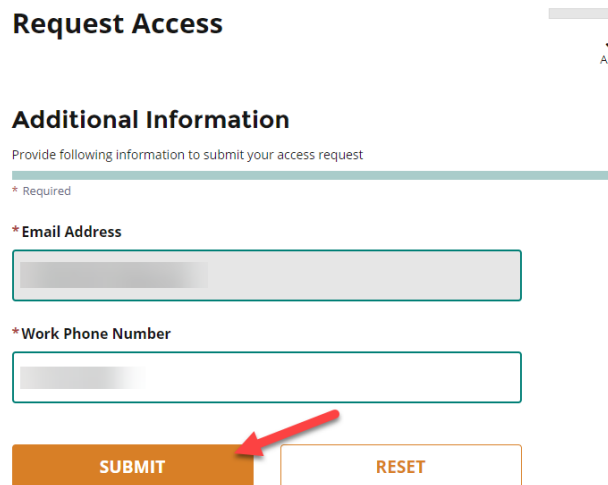 Request Access
A
Additional Information
Provide following information to submit your access request
* Required
*Email Address
*Work Phone Number
SUBMIT
RESET